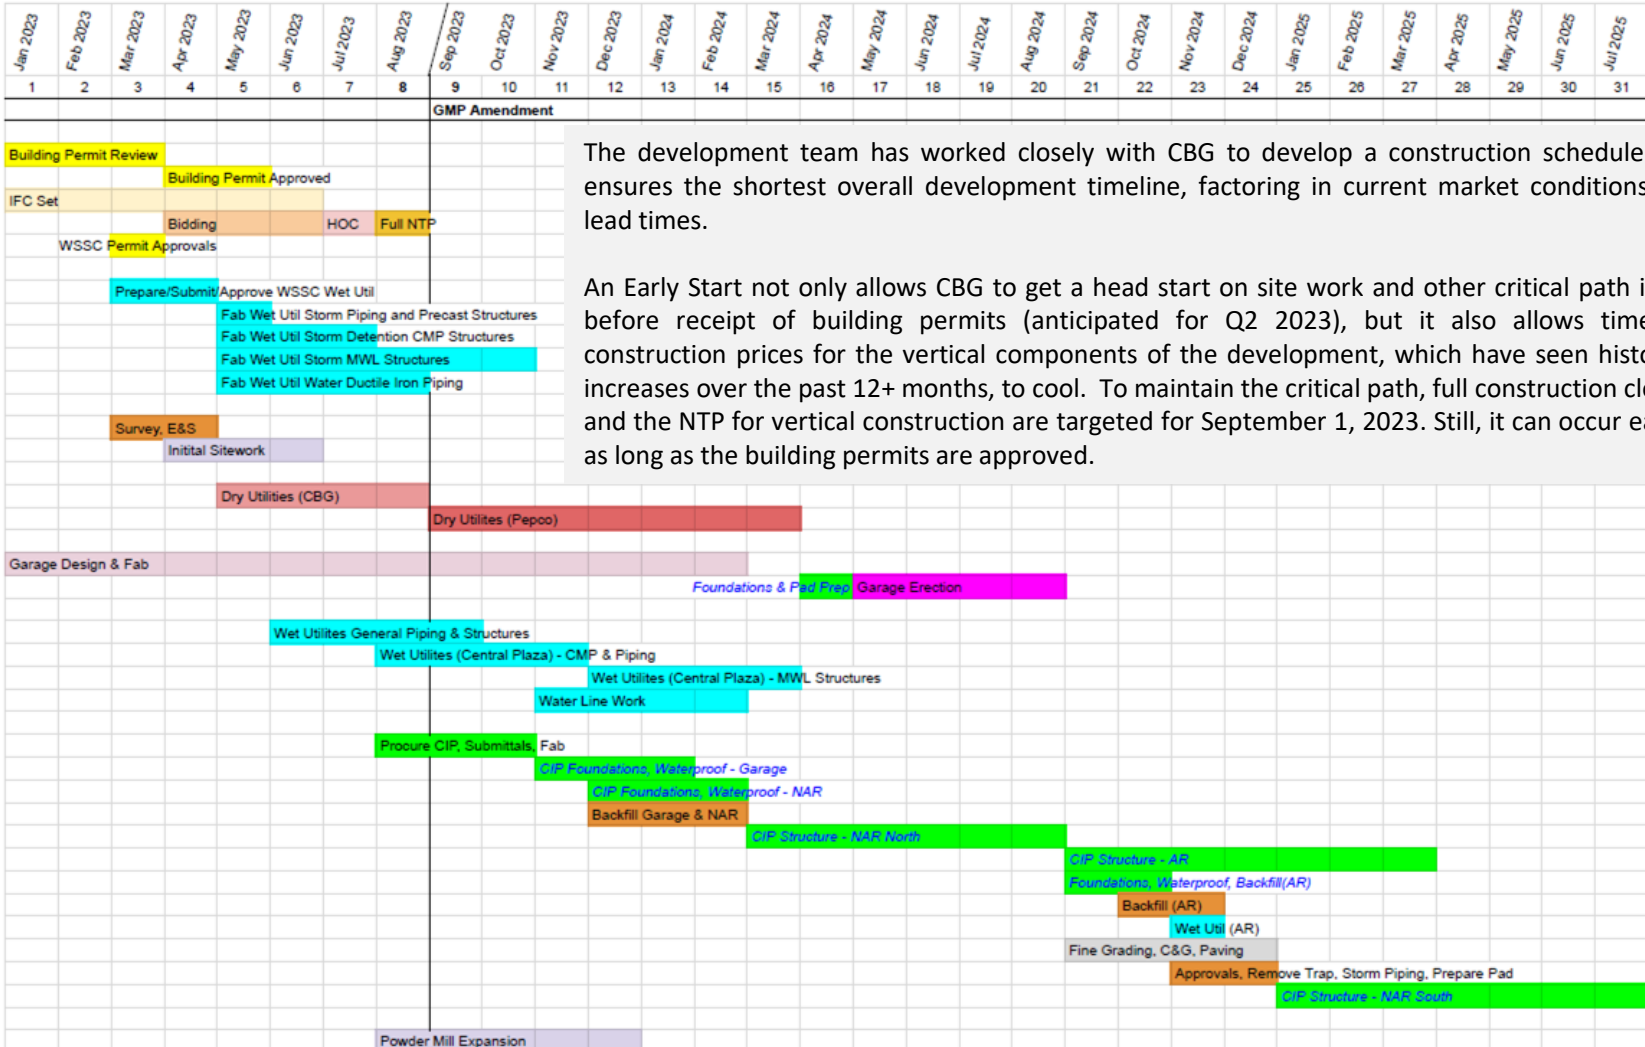 Jan 2023 Feb 2023 Mar 2023 Apr 2023 May 2023 Jun 2023 Jul 2023 Aug 2023 Sep 2023 Oct 2023 Nov 2023 Dec 2023 Jan 2024 Feb 2024 Mar 2024 Apr 2024 May 2024 Jun 2024 Jul 2024 Aug 2024 Sep 2024 Oct 2024 Nov 2024 Dec 2024 Jan 2025 Feb 2025 Mar 2025 Apr 2025 May 2025 Jun 2025 Jul 2025
1 2 3 4 5 6 7 8 9 10 11 12 13 14 15 16 17 18 19 20 21 22 23 24 25 26 27 28 29 30 31
GMP Amendment
The development team has worked closely with CBG to develop a construction schedule
ensures the shortest overall development timeline, factoring in current market conditions
lead times.
An Early Start not only allows CBG to get a head start on site work and other critical path i
before receipt of building permits (anticipated for Q2 2023), but it also allows time
construction prices for the vertical components of the development, which have seen histo
increases over the past 12+ months, to cool. To maintain the critical path, full construction clo
and the NTP for vertical construction are targeted for September 1, 2023. Still, it can occur ea
as long as the building permits are approved.
Building Permit Review
Building Permit Approved
IFC Set
Bidding HOC Full NTP
WSSC Permit Approvals
Prepare/Submit/Approve WSSC Wet Util
Fab Wet Util Storm Piping and Precast Structures
Fab Wet Util Storm Detention CMP Structures
Fab Wet Util Storm MWL Structures
Fab Wet Util Water Ductile Iron Piping
Survey, E&S
Initital Sitework
Dry Utilities (CBG)
Dry Utilites (Pepco)
Garage Design & Fab
Foundations & Pad Prep Garage Erection
Wet Utilites General Piping & Structures
Wet Utilites (Central Plaza) - CMP & Piping
Wet Utilites (Central Plaza) - MWL Structures
Water Line Work
Procure CIP, Submittals, Fab
CIP Foundations, Waterproof - Garage
CIP Foundations, Waterproof - NAR
Backfill Garage & NAR
CIP Structure - NAR North
CIP Structure - AR
Foundations, Waterproof, Backfill(AR)
Backfill (AR)
Wet Util (AR)
Fine Grading, C&G, Paving
Approvals, Remove Trap, Storm Piping, Prepare Pad
CIP Structure - NAR South
Powder Mill Expansion